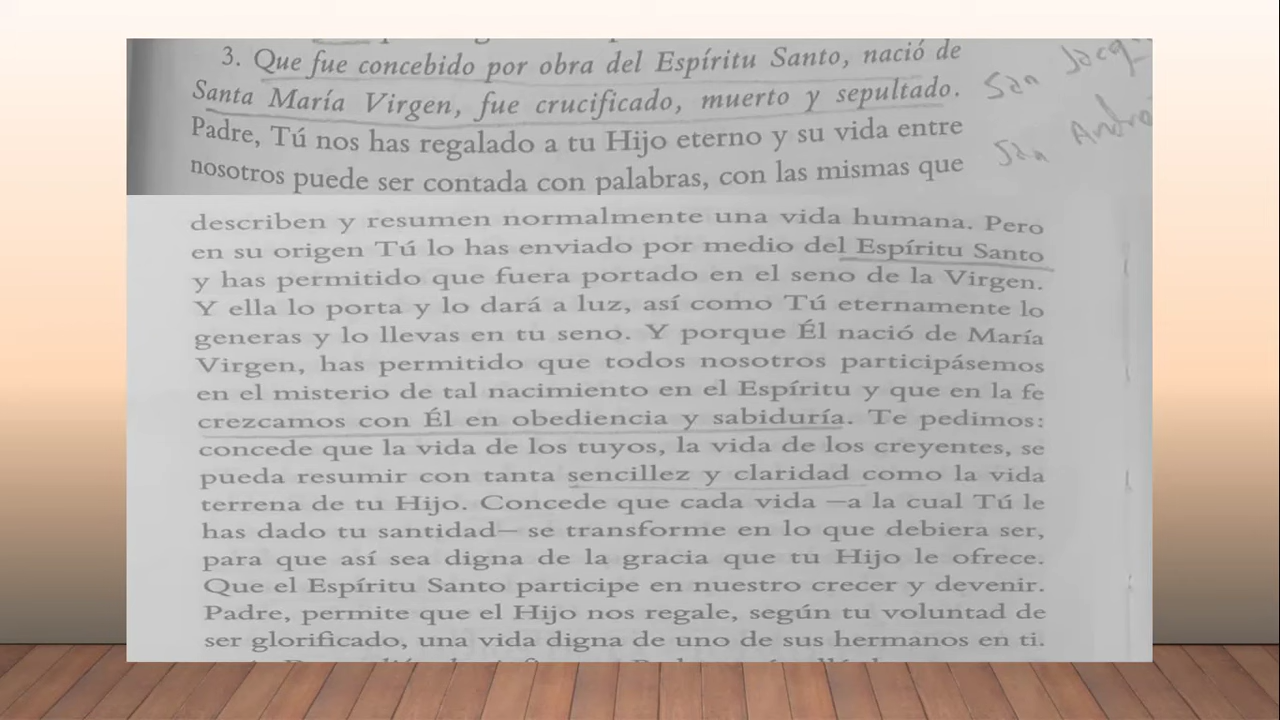 3. Que fue concebido por obra del Espíritu Santo, nació de
Santa María Virgen, fue crucificado, muerto y sepultado.
Padre, Tú nos has regalado a tu Hijo eterno y su vida entre
nosotros puede ser contada con palabras, con las mismas que
San
San
describen y resumen normalmente una vida humana. Pero
en su origen Tú lo has enviado por medio del Espíritu Santo
y has permitido que fuera portado en el seno de la Virgen.
Y ella lo porta y lo dará a luz, así como Tú eternamente lo
generas y lo llevas en tu seno. Y porque Él nació de María
Virgen, has permitido que todos nosotros participásemos
en el misterio de tal nacimiento en el Espíritu y que en la fe
crezcamos con Él en obediencia y sabiduría. Te pedimos:
concede que la vida de los tuyos, la vida de los creyentes, se
pueda resumir con tanta sencillez y claridad como la vida
terrena de tu Hijo. Concede que cada vida —a la cual Tú le
has dado tu santidad— se transforme en lo que debiera ser,
para que así sea digna de la gracia que tu Hijo le ofrece.
Que el Espíritu Santo participe en nuestro crecer y devenir.
Padre, permite que el Hijo nos regale, según tu voluntad de
ser glorificado, una vida digna de uno de sus hermanos en ti.